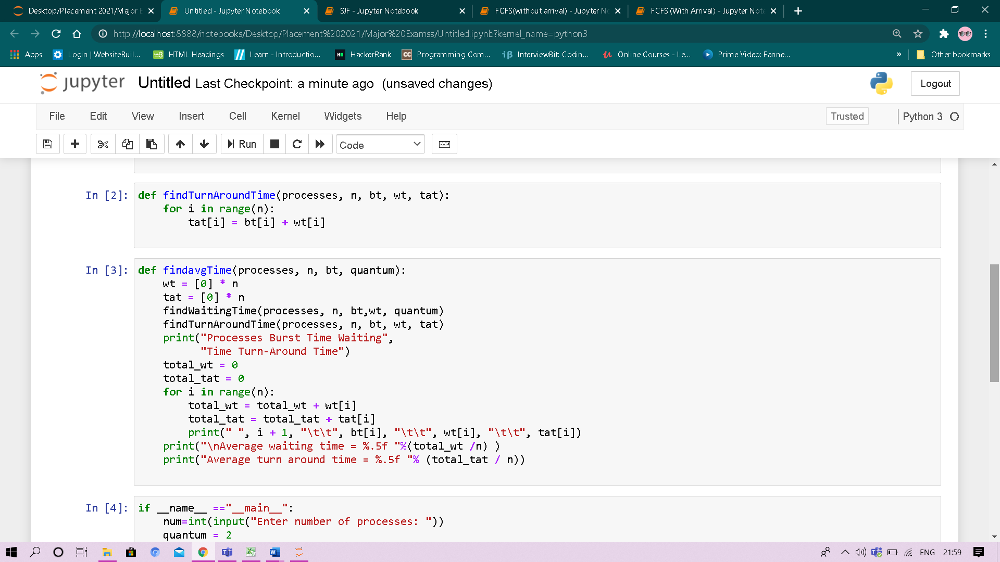 Desktop/Placement 2021/Major E
Untitled - Jupyter Notebook
SJF - Jupyter Notebook
FCFS(without arrival) - Jupyter No
FCFS (With Arrival) - Jupyter Note
http://localhost:8888/notebooks/Desktop/Placement%202021/Major%20Examss/Untitled.ipynb?kernel_name=python3
Apps
Login | WebsiteBuil...
HTML Headings
Learn - Introductio...
HackerRank
Programming Com...
InterviewBit: Codin...
Online Courses - Le...
Prime Video: Fanne...
»
Other bookmarks
jupyter
Untitled Last Checkpoint: a minute ago (unsaved changes)
Logout
File Edit View Insert Cell Kernel Widgets Help
Trusted
Python 3
Run
Code
In [2]: def findTurnAroundTime(processes, n, bt, wt, tat):
for i in range(n):
tat[i] = bt[i] + wt[i]
In [3]: def findavgTime(processes, n, bt, quantum):
wt = [0] * n
tat = [0] * n
findWaitingTime(processes, n, bt,wt, quantum)
findTurnAroundTime(processes, n, bt, wt, tat)
print("Processes Burst Time Waiting",
"Time Turn-Around Time")
total_wt = 0
total_tat = 0
for i in range(n):
total_wt = total_wt + wt[i]
total_tat = total_tat + tat[i]
print(" ", i + 1, "\t\t", bt[i], "\t\t", wt[i], "\t\t", tat[i])
print("\nAverage waiting time = %.5f "%(total_wt /n) )
print("Average turn around time = %.5f "% (total_tat / n))
In [4]: if __name__ =="__main__":
num=int(input("Enter number of processes: "))
quantum = 2
ENG
21:59